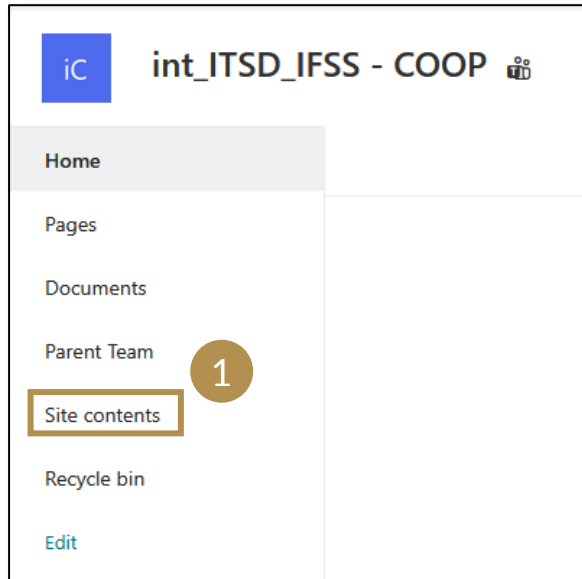 iC
int_ITSD_IFSS - COOP
Home
Pages
Documents
Parent Team
1
Site contents
Recycle bin
Edit